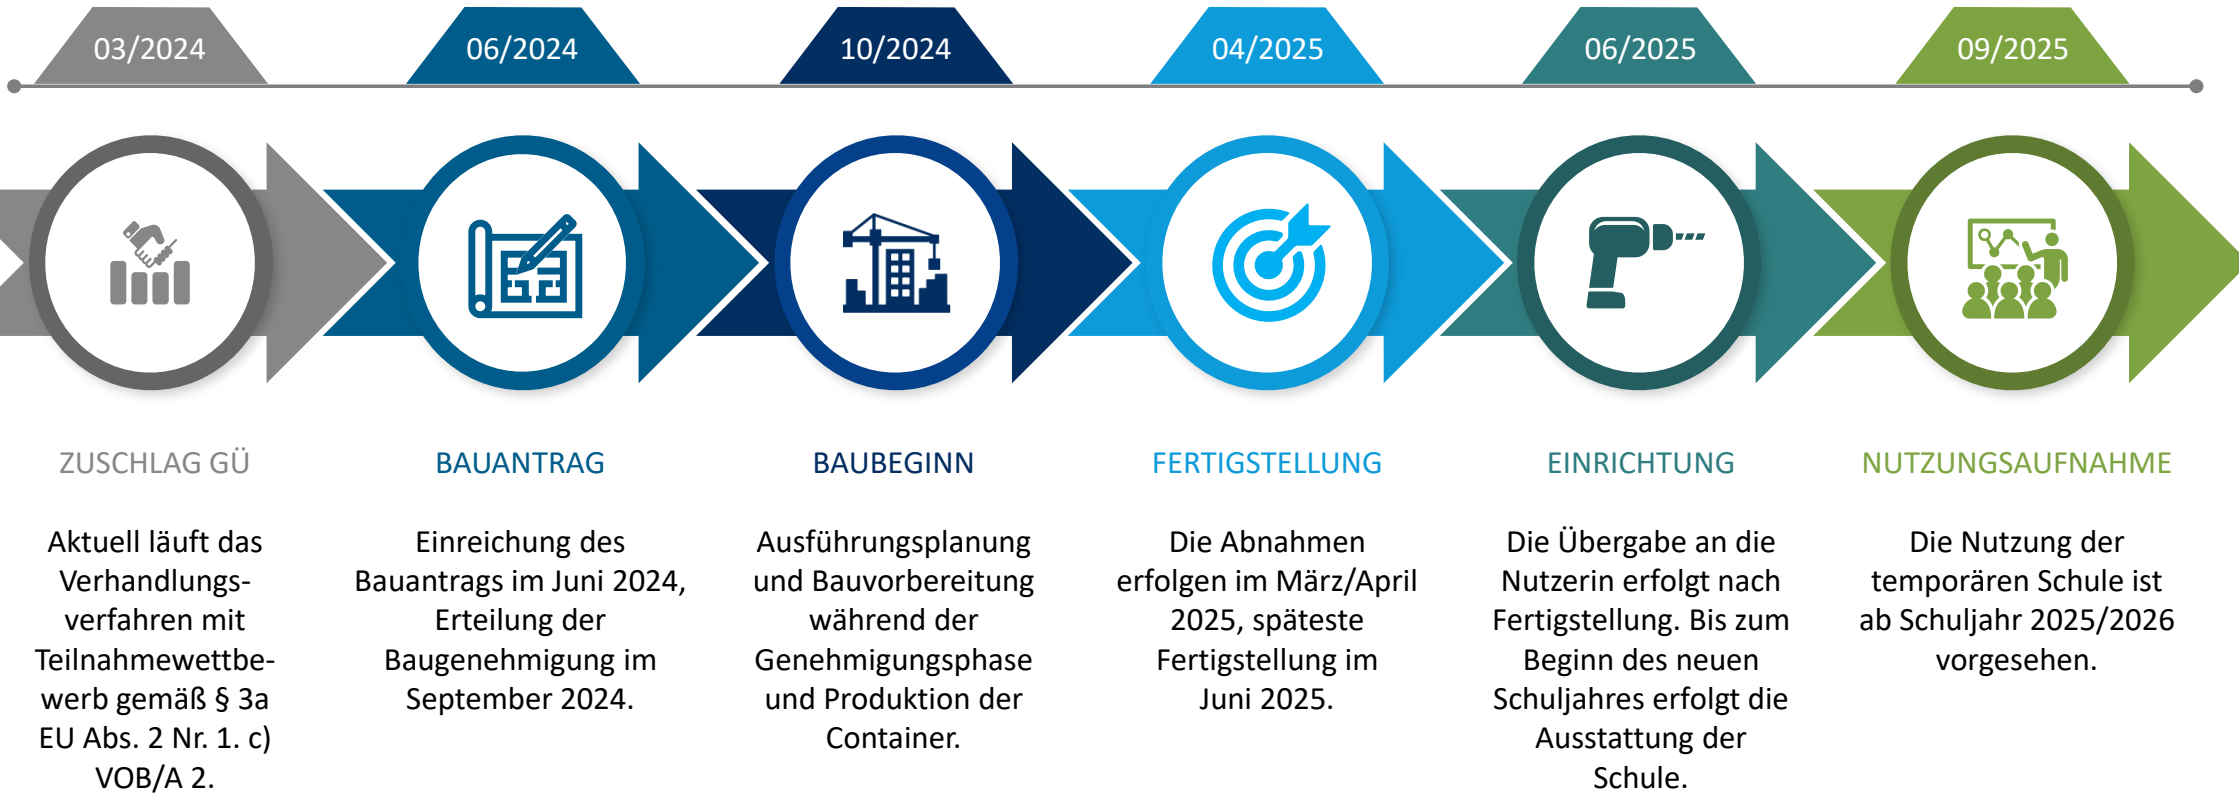 03/2024
06/2024
10/2024
04/2025
06/2025
09/2025
ZUSCHLAG GÜ
Aktuell läuft das
Verhandlungs-
verfahren mit
Teilnahmewettbe-
werb gemäß § 3a
EU Abs. 2 Nr. 1. c)
VOB/A 2.
BAUANTRAG
Einreichung des
Bauantrags im Juni 2024,
Erteilung der
Baugenehmigung im
September 2024.
BAUBEGINN
Ausführungsplanung
und Bauvorbereitung
während der
Genehmigungsphase
und Produktion der
Container.
FERTIGSTELLUNG
Die Abnahmen
erfolgen im März/April
2025, späteste
Fertigstellung im
Juni 2025.
EINRICHTUNG
Die Übergabe an die
Nutzerin erfolgt nach
Fertigstellung. Bis zum
Beginn des neuen
Schuljahres erfolgt die
Ausstattung der
Schule.
NUTZUNGSAUFNAHME
Die Nutzung der
temporären Schule ist
ab Schuljahr 2025/2026
vorgesehen.